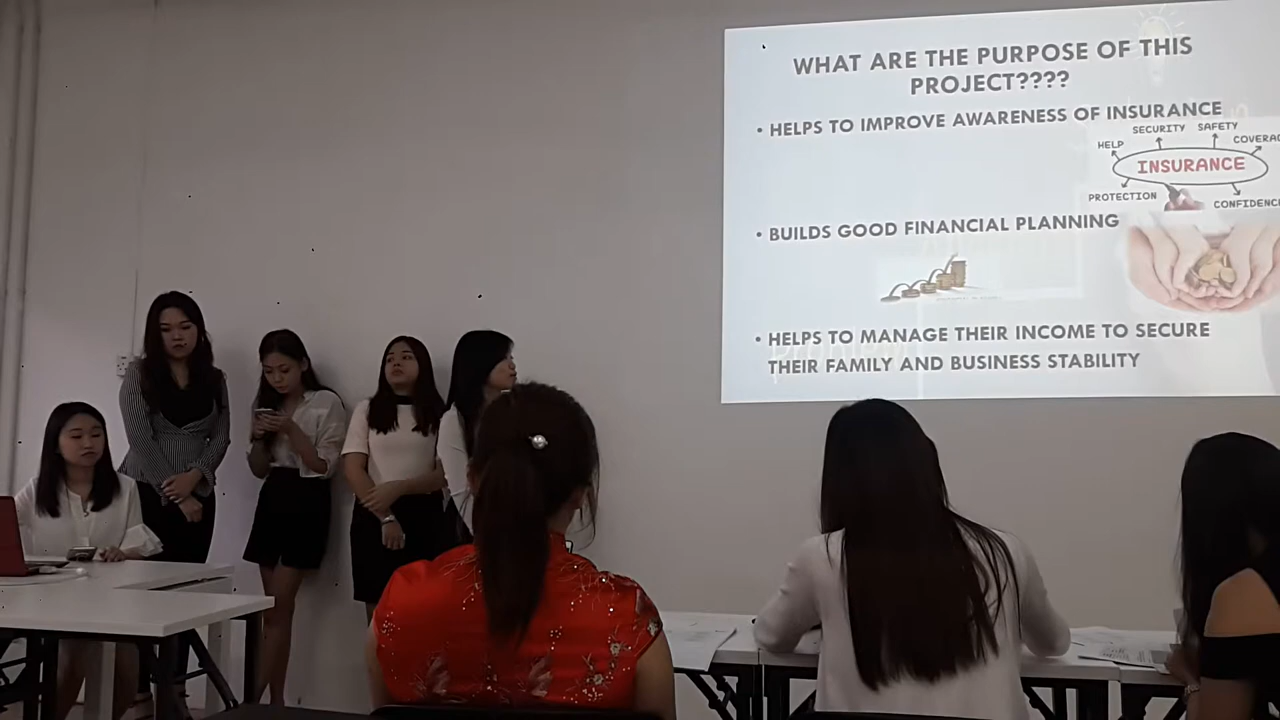 WHAT ARE THE PURPOSE OF THIS
PROJECT????
• HELPS TO IMPROVE AWARENESS OF INSURANCE
SECURITY SAFETY
HELP
INSURANCE
PROTECTION
• BUILDS GOOD FINANCIAL PLANNING
• HELPS TO MANAGE THEIR INCOME TO SECURE
THEIR FAMILY AND BUSINESS STABILITY